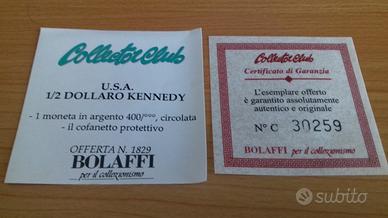 Collector Club
U.S.A.
1/2 DOLLARO KENNEDY
- 1 moneta in argento 400/°°°, circolata
- il cofanetto protettivo
OFFERTA N. 1829
BOLAFFI
per il collezionismo
Collector Club
Certificato di Garanzia
L'esemplare offerto
è garantito assolutamente
autentico e originale
N° C 30259
BOLAFFI per il collezionismo
subito